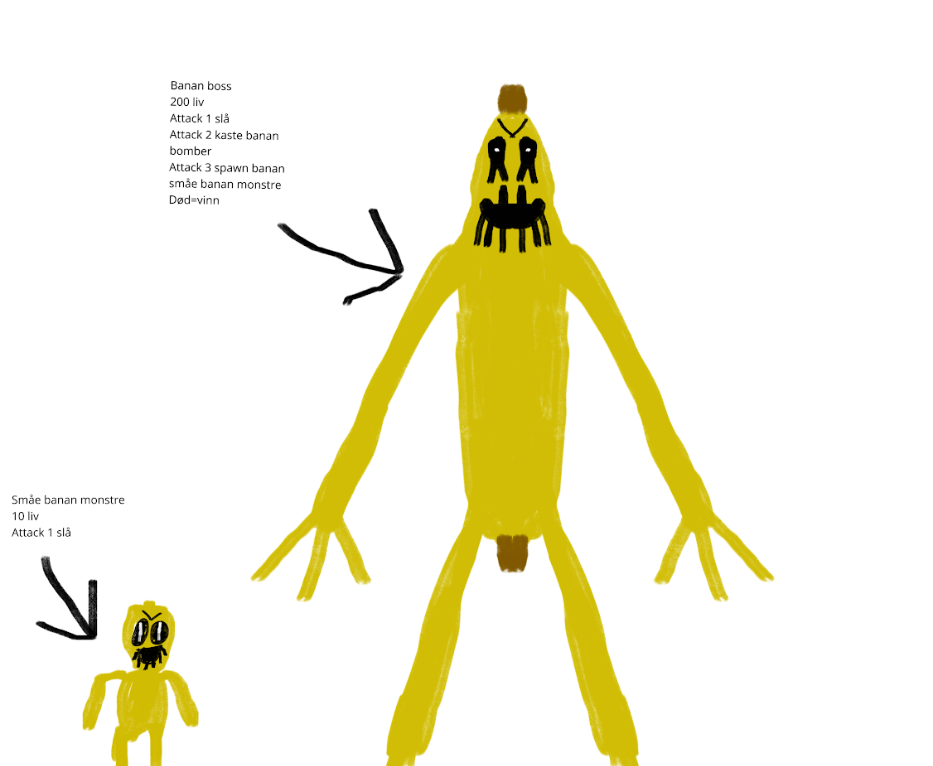 Banan boss
200 liv
Attack 1 slå
Attack 2 kaste banan
bomber
Attack 3 spawn banan
småe banan monstre
Død=vinn
Småe banan monstre
10 liv
Attack 1 slå